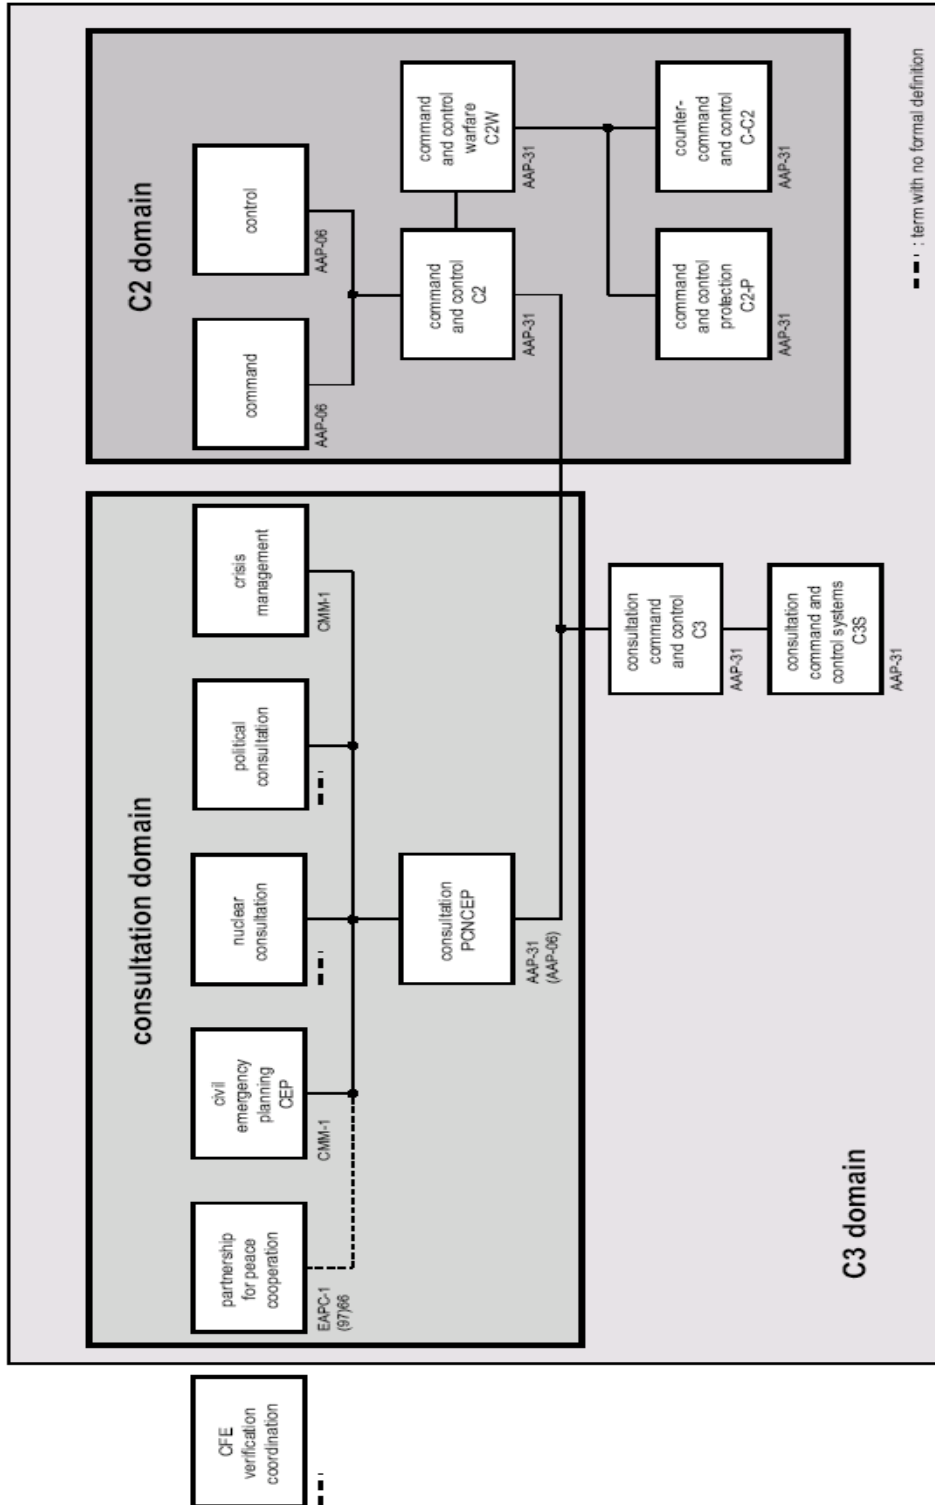 consultation domain
C2 domain
CFE
verification
coordination
partnership
for peace
cooperation
EAPC-1
(97)66
civil
emergency
planning
CEP
CMM-1
nuclear
consultation
political
consultation
crisis
management
CMM-1
command
AAP-06
control
AAP-06
consultation
PCNCEP
AAP-31
(AAP-06)
command
and control
C2
AAP-31
command
and control
warfare
C2W
AAP-31
consultation
command
and control
C3
AAP-31
command
and control
protection
C2-P
AAP-31
counter-
command
and control
C-C2
AAP-31
consultation
command and
control systems
C3S
AAP-31
C3 domain
: term with no formal definition